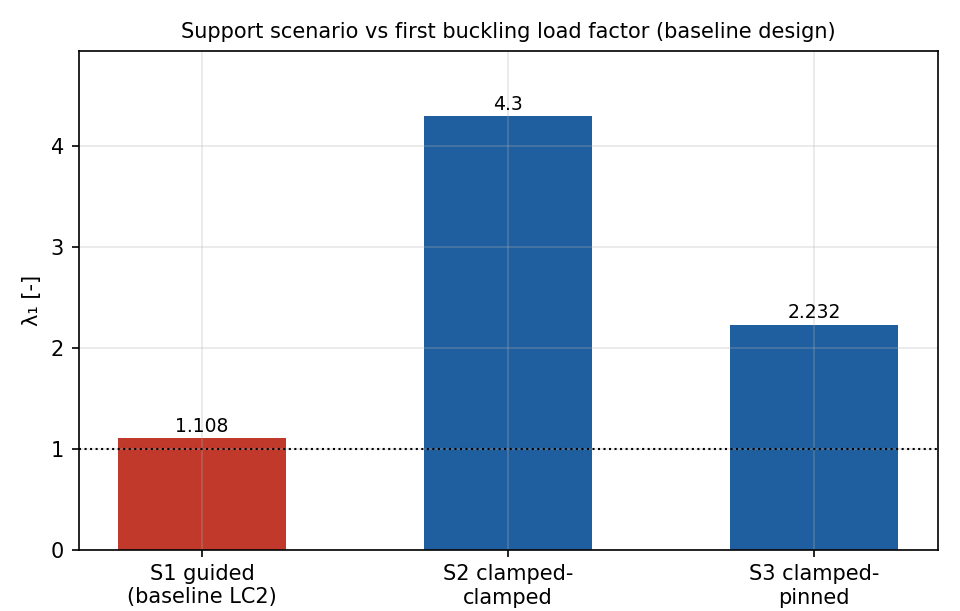 Support scenario vs first buckling load factor (baseline design)
λ₁ [-]
4
3
2
1
0
1.108
4.3
2.232
S1 guided
(baseline LC2)
S2 clamped-
clamped
S3 clamped-
pinned